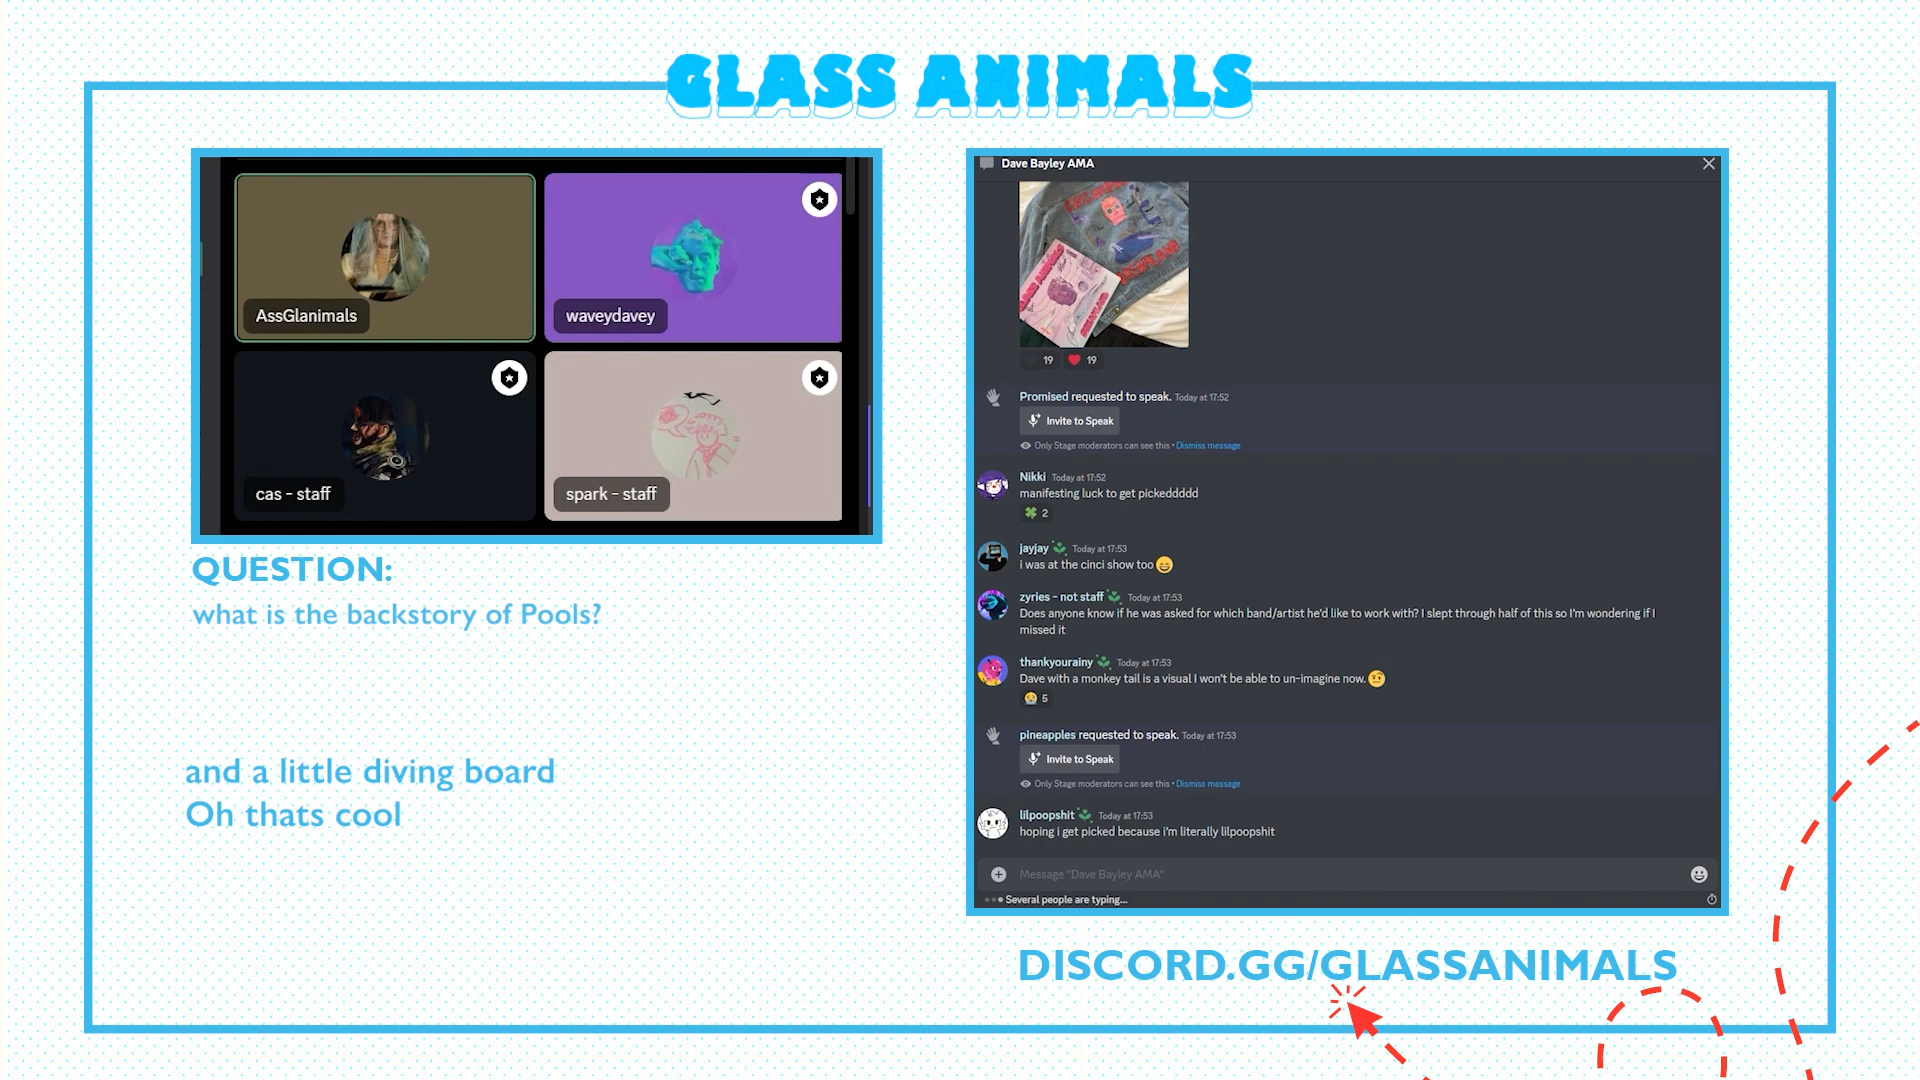 GLASS ANIMALS
AssGlanimals
waveydavey
cas - staff
spark - staff
QUESTION:
what is the backstory of Pools?
and a little diving board
Oh thats cool
Dave Bayley AMA
19 19
Promised requested to speak. Today at 17:52
Invite to Speak
Only Stage moderators can see this • Dismiss message
Nikki Today at 17:52
manifesting luck to get pickeddddd
2
jayjay Today at 17:53
i was at the cinci show too
zyries - not staff Today at 17:53
Does anyone know if he was asked for which band/artist he'd like to work with? I slept through half of this so I'm wondering if I
missed it
thankyourainy Today at 17:53
Dave with a monkey tail is a visual I won't be able to un-imagine now.
5
pineapples requested to speak. Today at 17:53
Invite to Speak
Only Stage moderators can see this • Dismiss message
lilpoopshit Today at 17:53
hoping i get picked because i'm literally lilpoopshit
Message "Dave Bayley AMA"
Several people are typing...
DISCORD.GG/GLASSANIMALS